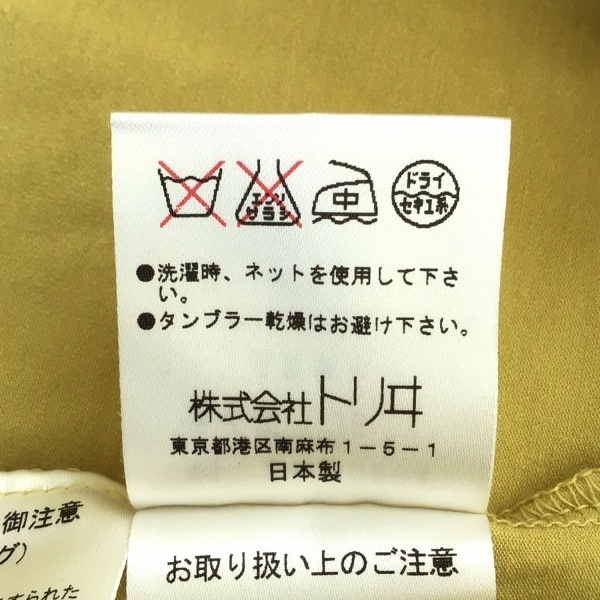 エンソ
サラシ
中
ドライ
セキユ系
●洗濯時、ネットを使用して下さ
い。
●タンブラー乾燥はお避け下さい。
株式会社トリヰ
東京都港区南麻布1-5-1
日本製
御注意
グ）
お取り扱い上のご注意